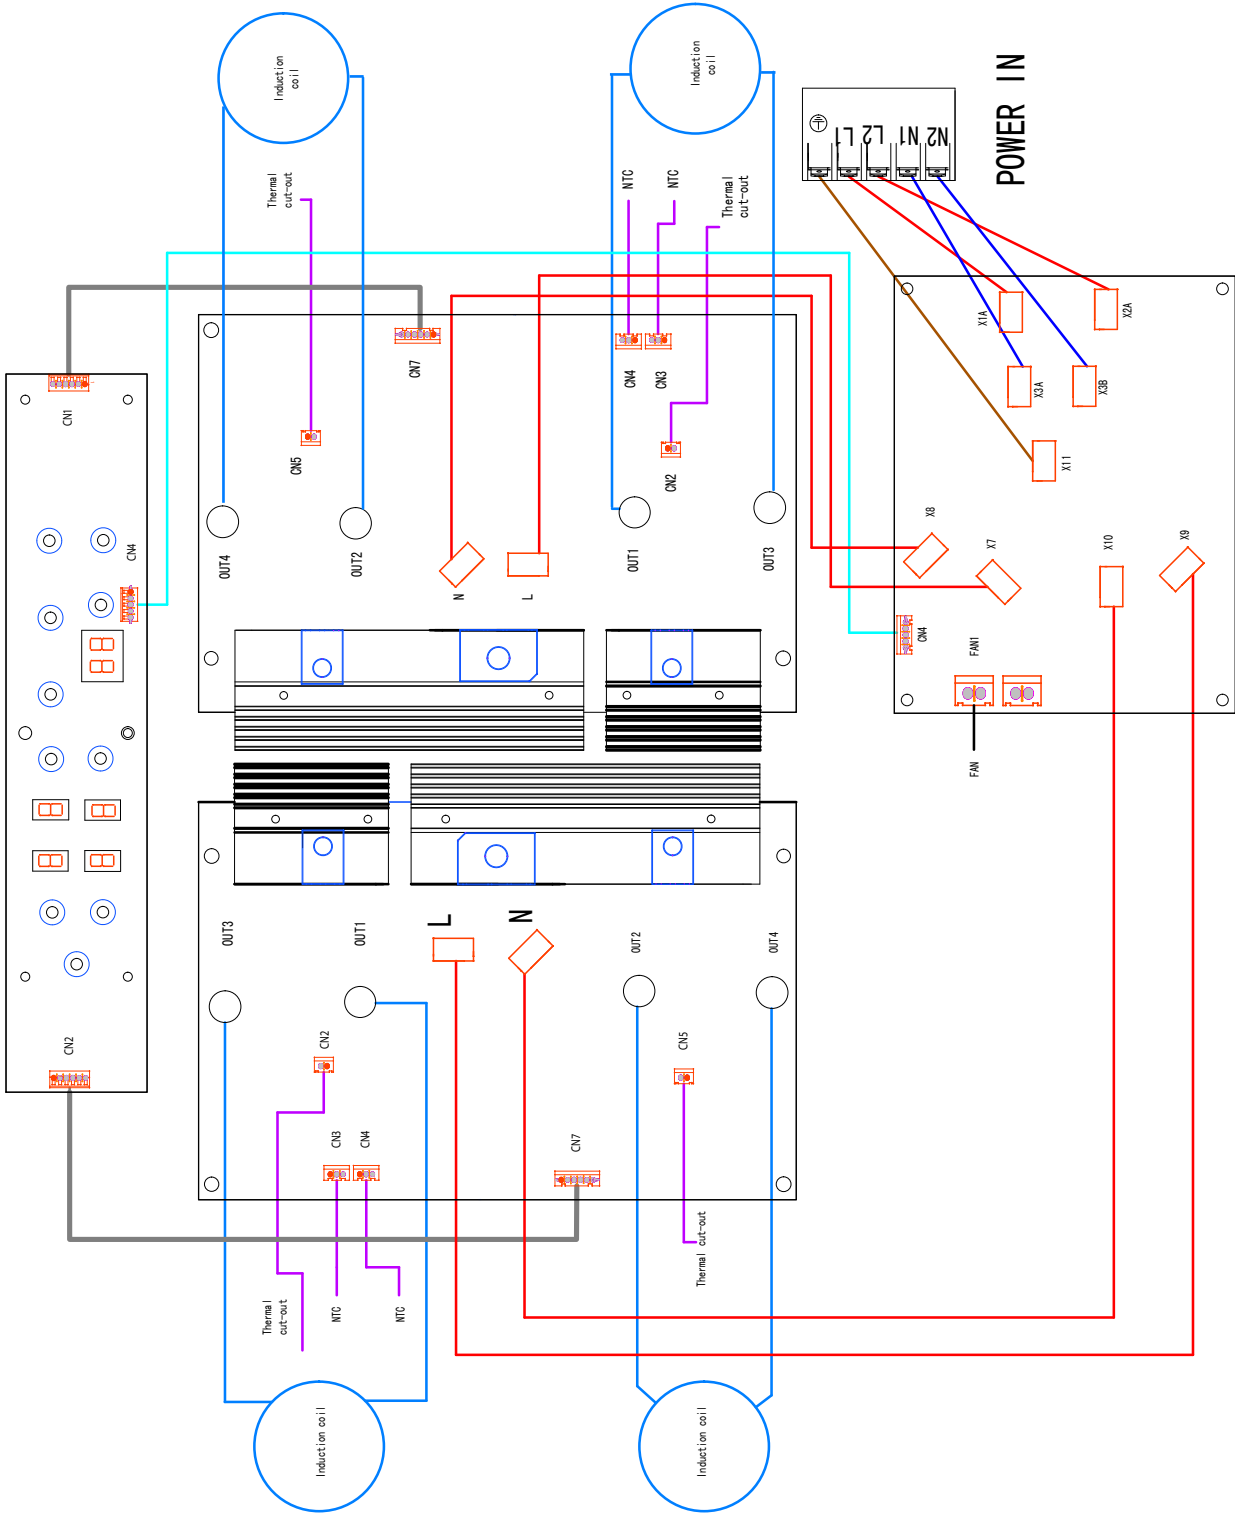 Induction
coil
Induction
coil
POWER IN
L1
L2
N1
N2
Thermal
cut-out
NTC
NTC
Thermal
cut-out
CN1
CN7
CN4
CN3
CN5
CN2
X1A
X2A
X3A
X3B
X11
CN4
OUT4
OUT2
OUT1
OUT3
N
L
X8
X7
X10
X9
CN4
FAN1
FAN
OUT3
OUT1
L
N
OUT2
OUT4
CN2
CN2
CN5
CN3
CN4
CN7
Thermal
cut-out
NTC
NTC
Thermal cut-out
Induction coil
Induction coil